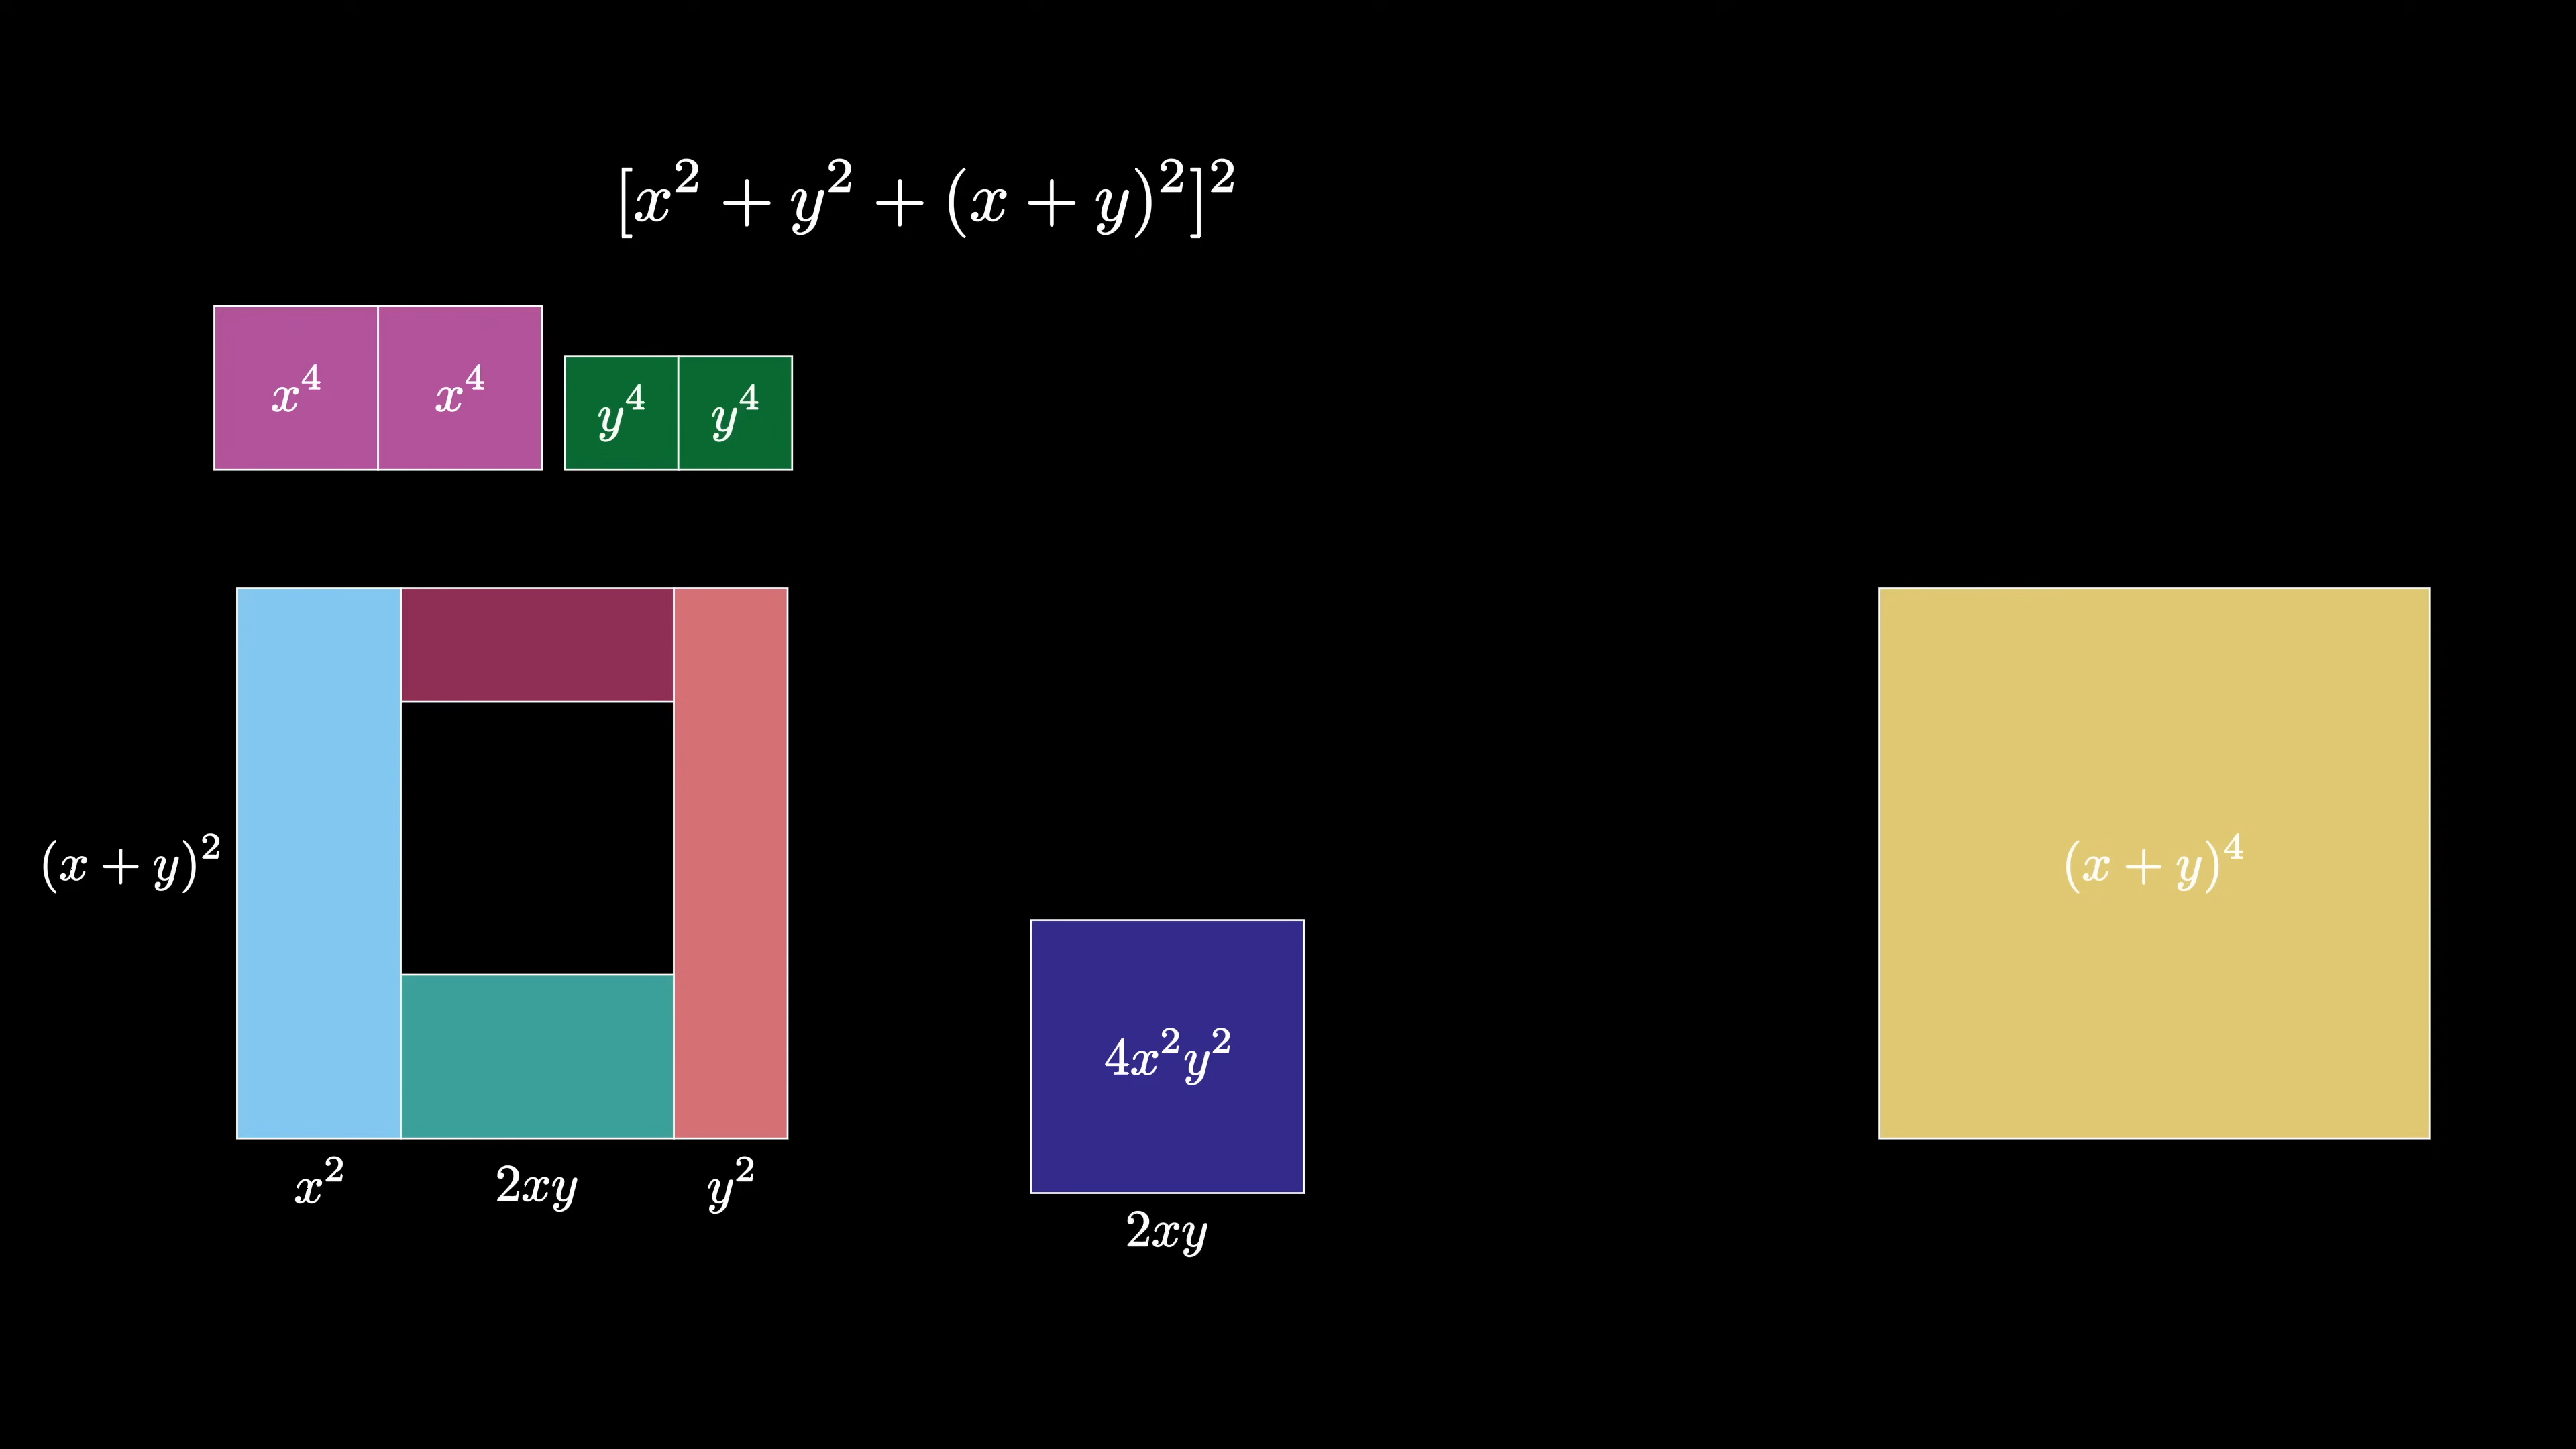 [x² + y² + (x + y)²]²
x⁴ x⁴ y⁴ y⁴
(x + y)²
(x + y)⁴
4x²y²
x² 2xy y²
2xy